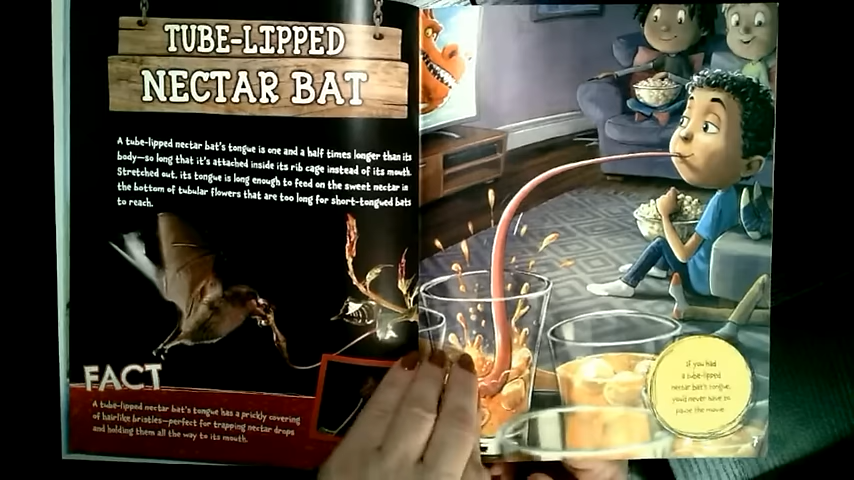 TUBE-LIPPED
NECTAR BAT
A tube-lipped nectar bat's tongue is one and a half times longer than its
body—so long that it's attached inside its rib cage instead of its mouth.
Stretched out, its tongue is long enough to feed on the sweet nectar in
the bottom of tubular flowers that are too long for short-tongued bats
to reach.
FACT
A tube-lipped nectar bat's tongue has a prickly covering
of hairlike bristles—perfect for trapping nectar drops
and holding them all the way to its mouth.
If you had
a tube-lipped
nectar bat's tongue,
you'd never have to
pause the movie